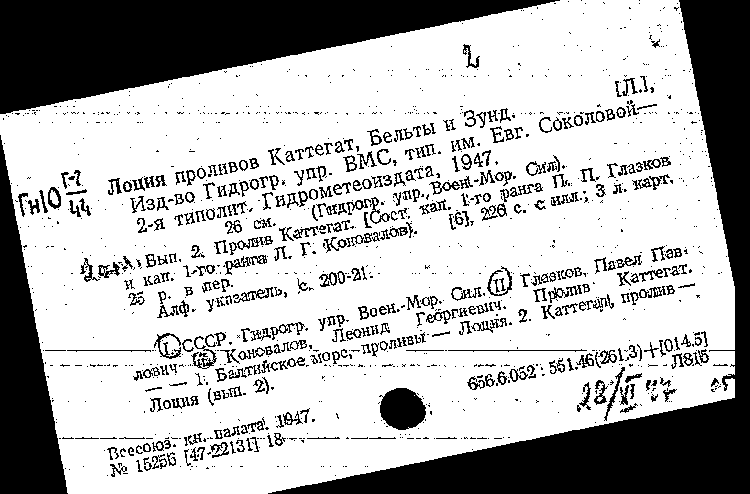 2
Гн10 Г-7/44
Лоция проливов Каттегат, Бельты и Зунд. [Л.],
Изд-во Гидрогр. упр. ВМС, тип. им. Евг. Соколовой—
2-я типолит. Гидрометеоиздата, 1947.
26 см. (Гидрогр. упр. Воен.-Мор. Сил).
Вып. 2. Пролив Каттегат. [Сост. кап. 1-го ранга П. П. Глазков
и кап. 1-го ранга Л. Г. Коновалов]. [6], 226 с. с илл.; 3 л. карт.
25 р. в пер.
Алф. указатель, с. 200-21.
I. СССР. Гидрогр. упр. Воен.-Мор. Сил. II Глазков, Павел Пав-
лович Коновалов, Леонид Георгиевич. Пролив Каттегат.
— — 1. Балтийское море, проливы — Лоция. 2. Каттегат, пролив —
Лоция (вып. 2).
656.6.052 : 551.46(261.3)+[014.5]
Л815
28/VI 47 05
Всесоюз. кн. палата. 1947.
№ 15256 [47-22131] 18